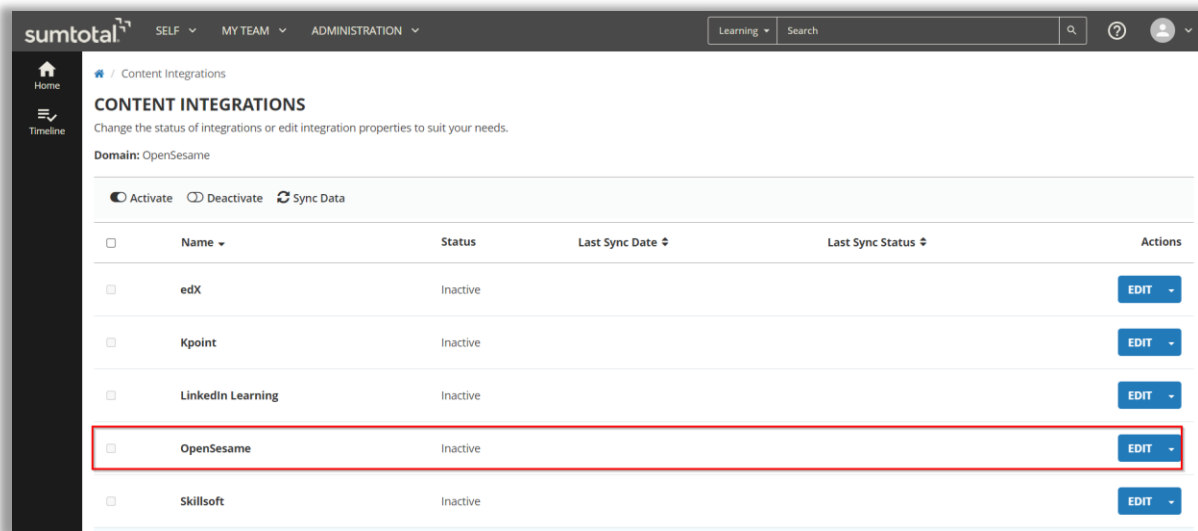 sumtotal SELF MY TEAM ADMINISTRATION Learning Search
Home
Timeline
/ Content Integrations
CONTENT INTEGRATIONS
Change the status of integrations or edit integration properties to suit your needs.
Domain: OpenSesame
Activate Deactivate Sync Data
Name Status Last Sync Date Last Sync Status Actions
edX Inactive EDIT
Kpoint Inactive EDIT
LinkedIn Learning Inactive EDIT
OpenSesame Inactive EDIT
Skillsoft Inactive EDIT